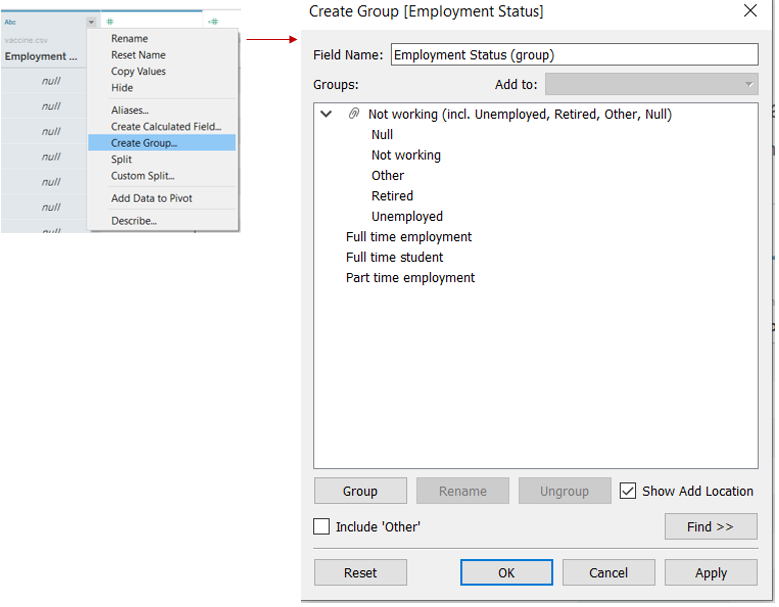 Abc
#
#
vaccine.csv
Employment ...
null
null
null
null
null
null
null
Rename
Reset Name
Copy Values
Hide
Aliases...
Create Calculated Field...
Create Group...
Split
Custom Split...
Add Data to Pivot
Describe...
Create Group [Employment Status]
Field Name: Employment Status (group)
Groups: Add to:
Not working (incl. Unemployed, Retired, Other, Null)
Null
Not working
Other
Retired
Unemployed
Full time employment
Full time student
Part time employment
Group Rename Ungroup Show Add Location
Include 'Other' Find >>
Reset OK Cancel Apply